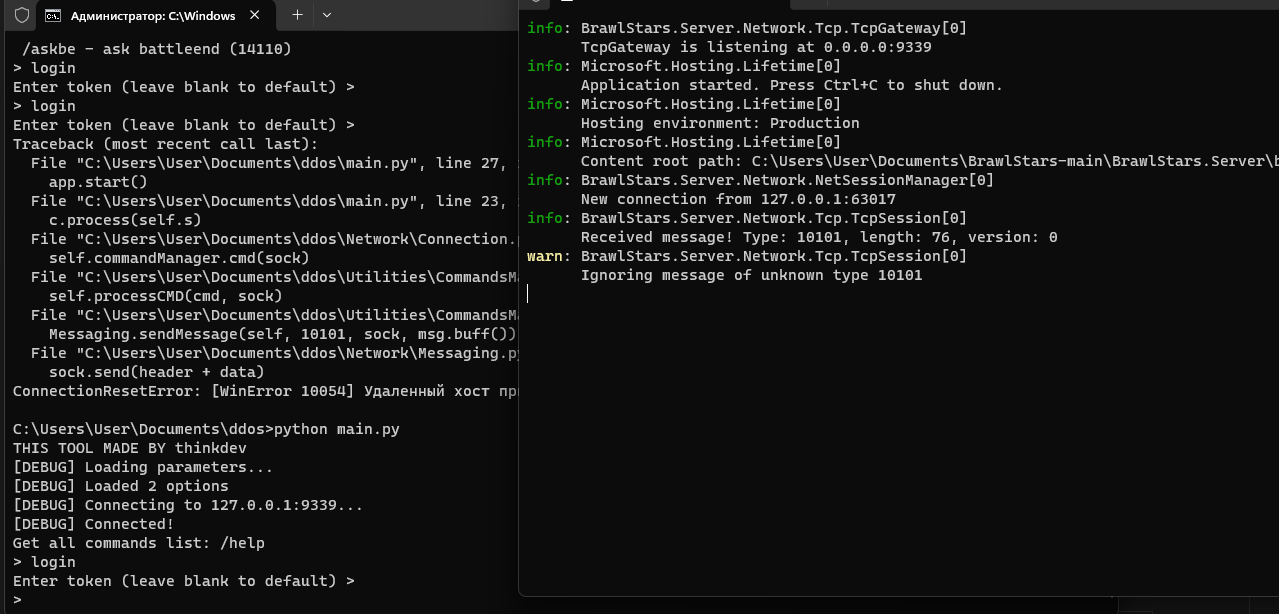 Администратор: C:\Windows
/askbe - ask battleend (14110)
> login
Enter token (leave blank to default) >
> login
Enter token (leave blank to default) >
Traceback (most recent call last):
File "C:\Users\User\Documents\ddos\main.py", line 27,
app.start()
File "C:\Users\User\Documents\ddos\main.py", line 23,
c.process(self.s)
File "C:\Users\User\Documents\ddos\Network\Connection.
self.commandManager.cmd(sock)
File "C:\Users\User\Documents\ddos\Utilities\CommandsMa
self.processCMD(cmd, sock)
File "C:\Users\User\Documents\ddos\Utilities\CommandsMa
Messaging.sendMessage(self, 10101, sock, msg.buff())
File "C:\Users\User\Documents\ddos\Network\Messaging.py
sock.send(header + data)
ConnectionResetError: [WinError 10054] Удаленный хост
C:\Users\User\Documents\ddos>python main.py
THIS TOOL MADE BY thinkdev
[DEBUG] Loading parameters...
[DEBUG] Loaded 2 options
[DEBUG] Connecting to 127.0.0.1:9339...
[DEBUG] Connected!
Get all commands list: /help
> login
Enter token (leave blank to default) >
>
info: BrawlStars.Server.Network.Tcp.TcpGateway[0]
TcpGateway is listening at 0.0.0.0:9339
info: Microsoft.Hosting.Lifetime[0]
Application started. Press Ctrl+C to shut down.
info: Microsoft.Hosting.Lifetime[0]
Hosting environment: Production
info: Microsoft.Hosting.Lifetime[0]
Content root path: C:\Users\User\Documents\BrawlStars-main\BrawlStars.Server\b
info: BrawlStars.Server.Network.NetSessionManager[0]
New connection from 127.0.0.1:63017
info: BrawlStars.Server.Network.Tcp.TcpSession[0]
Received message! Type: 10101, length: 76, version: 0
warn: BrawlStars.Server.Network.Tcp.TcpSession[0]
Ignoring message of unknown type 10101